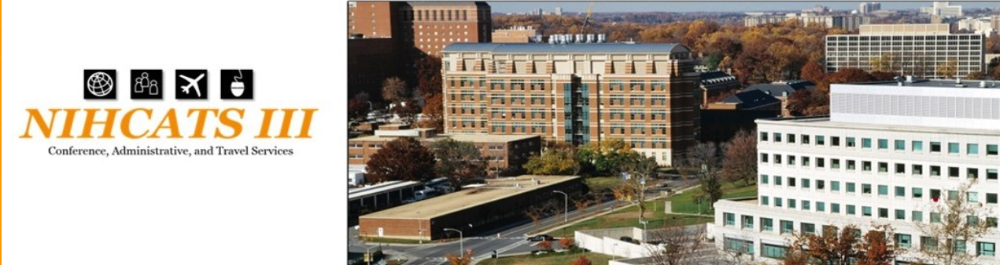 NIHCATS III
Conference, Administrative, and Travel Services